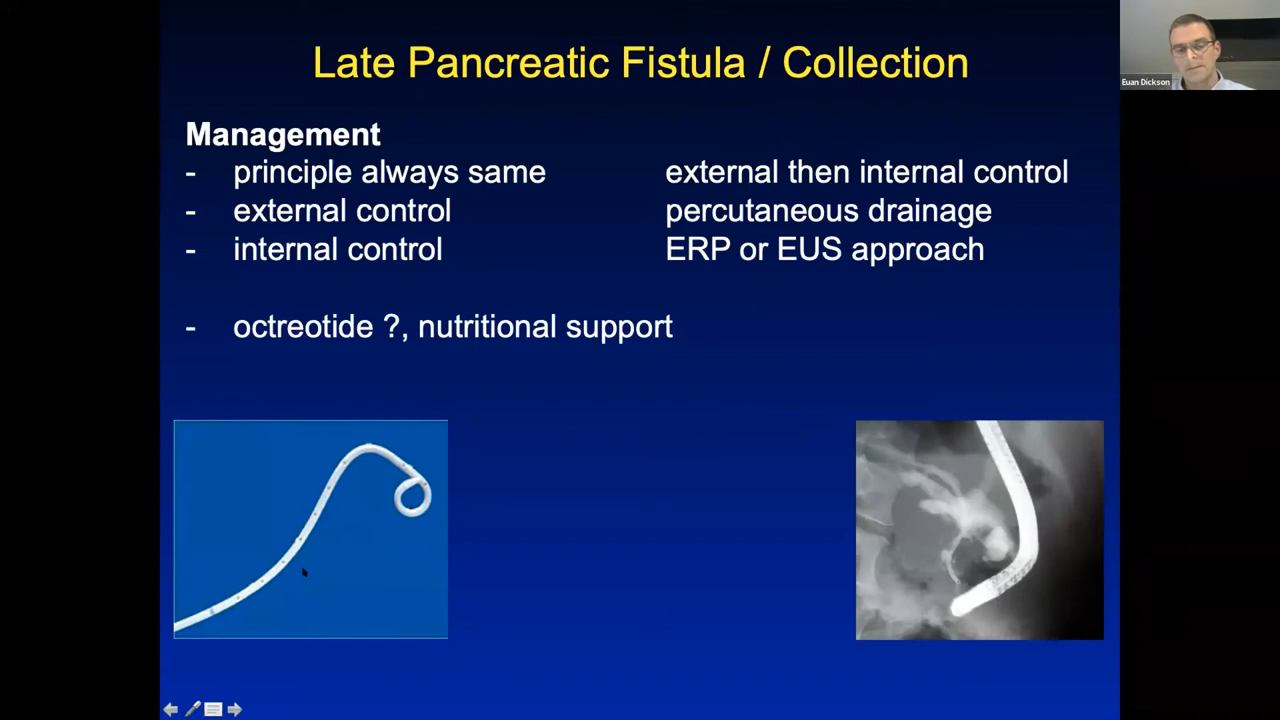 Late Pancreatic Fistula / Collection
Euan Dickson
Management
- principle always same external then internal control
- external control percutaneous drainage
- internal control ERP or EUS approach
- octreotide ?, nutritional support